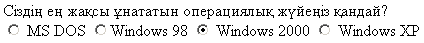 Сіздің ең жақсы ұнататын операциялық жүйеңіз қандай?
MS DOS Windows 98 Windows 2000 Windows XP